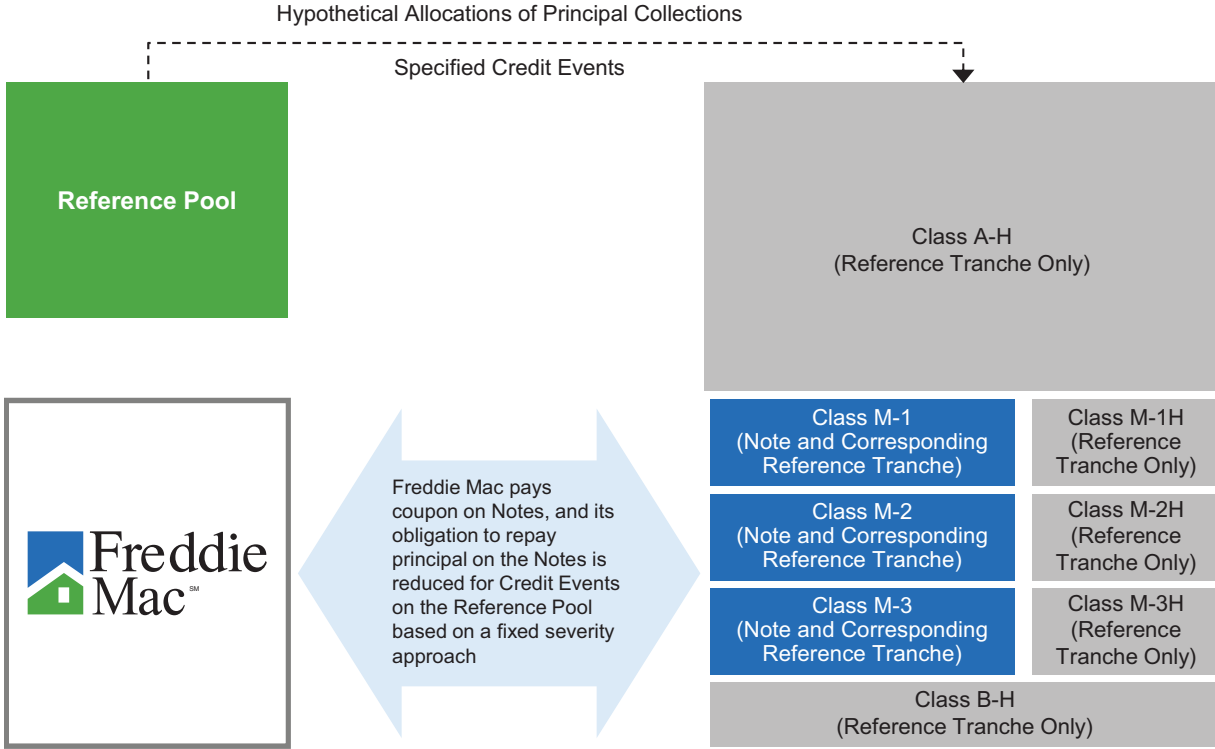 Hypothetical Allocations of Principal Collections
Specified Credit Events
Reference Pool
Class A-H
(Reference Tranche Only)
Freddie
Mac SM
Freddie Mac pays
coupon on Notes, and its
obligation to repay
principal on the Notes is
reduced for Credit Events
on the Reference Pool
based on a fixed severity
approach
Class M-1
(Note and Corresponding
Reference Tranche)
Class M-1H
(Reference
Tranche Only)
Class M-2
(Note and Corresponding
Reference Tranche)
Class M-2H
(Reference
Tranche Only)
Class M-3
(Note and Corresponding
Reference Tranche)
Class M-3H
(Reference
Tranche Only)
Class B-H
(Reference Tranche Only)